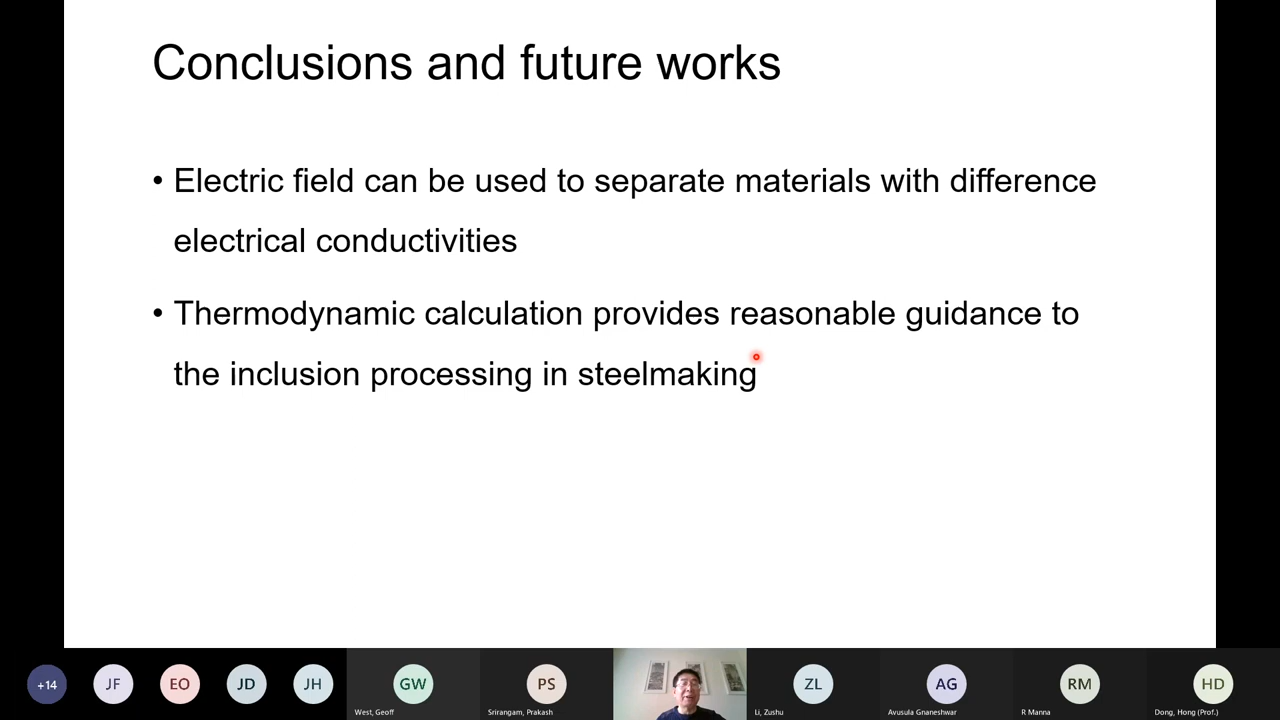 Conclusions and future works
• Electric field can be used to separate materials with difference
electrical conductivities
• Thermodynamic calculation provides reasonable guidance to
the inclusion processing in steelmaking
+14
JF
EO
JD
JH
GW
PS
ZL
AG
RM
HD
West, Geoff
Srirangam, Prakash
Li, Zushu
Avusula Gnaneshwar
R Manna
Dong, Hong (Prof.)